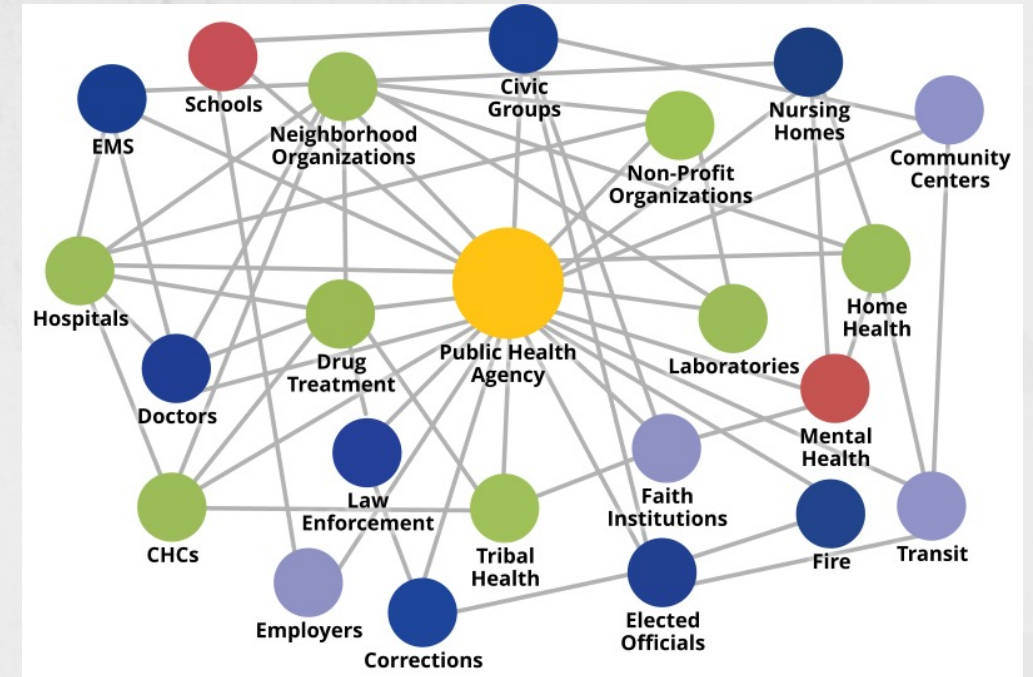 Civic
Groups
Schools
Nursing
Homes
EMS
Neighborhood
Organizations
Community
Centers
Non-Profit
Organizations
Hospitals
Home
Health
Drug
Treatment
Public Health
Agency
Laboratories
Doctors
Mental
Health
Law
Enforcement
Faith
Institutions
CHCs
Tribal
Health
Fire
Transit
Employers
Elected
Officials
Corrections